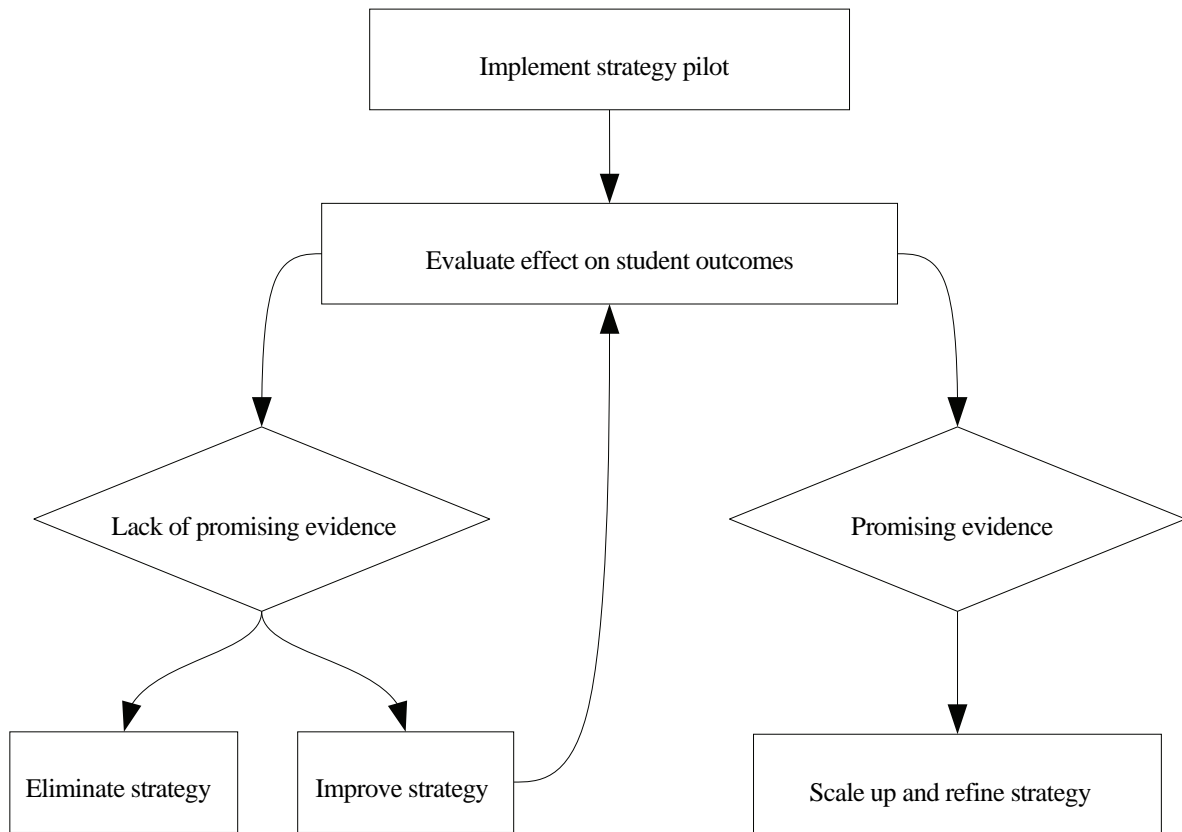 Implement strategy pilot
Evaluate effect on student outcomes
Lack of promising evidence
Promising evidence
Eliminate strategy
Improve strategy
Scale up and refine strategy